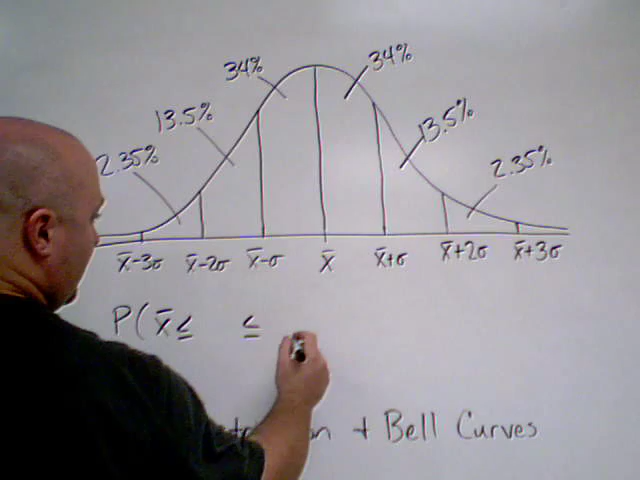 34% 34%
13.5% 13.5%
2.35% 2.35%
x̄-3σ x̄-2σ x̄-σ x̄ x̄+σ x̄+2σ x̄+3σ
P(x̄ ≤ ≤
+ Bell Curves